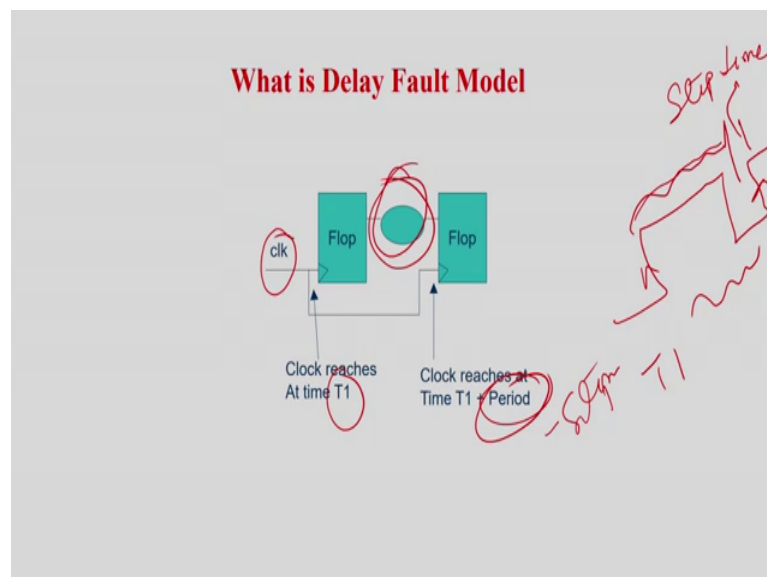 What is Delay Fault Model
Step time
Flop
Flop
clk
Clock reaches
At time T1
Clock reaches at
Time T1 + Period
T1